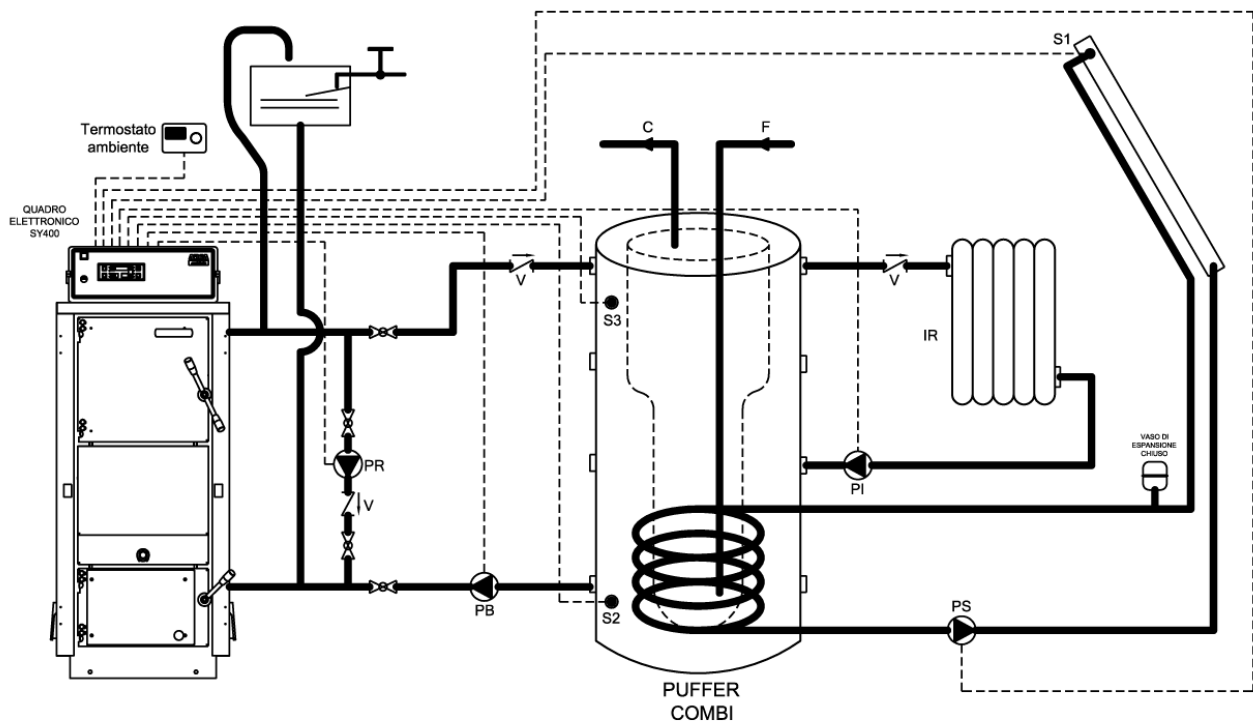 S1
C
F
Termostato
ambiente
QUADRO
ELETTRONICO
SY400
V
V
S3
IR
VASO DI
ESPANSIONE
CHIUSO
PR
PI
V
PB
S2
PS
PUFFER
COMBI